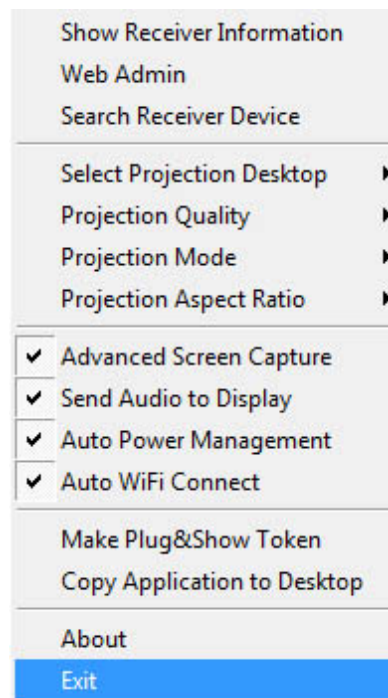 Show Receiver Information
Web Admin
Search Receiver Device
Select Projection Desktop
Projection Quality
Projection Mode
Projection Aspect Ratio
Advanced Screen Capture
Send Audio to Display
Auto Power Management
Auto WiFi Connect
Make Plug&Show Token
Copy Application to Desktop
About
Exit